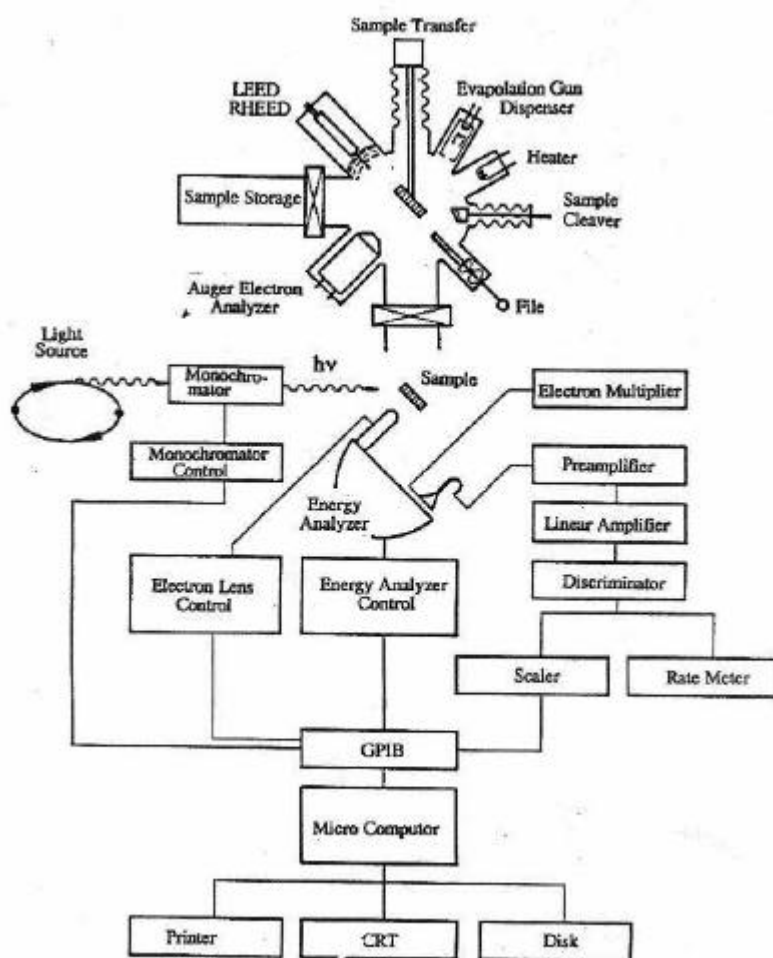 Sample Transfer
LEED
RHEED
Evapolation Gun
Dispenser
Heater
Sample Storage
Sample
Cleaver
Auger Electron
Analyzer
File
Light
Source
hν
Monochro-
mator
Sample
Electron Multiplier
Monochromator
Control
Preamplifier
Energy
Analyzer
Linear Amplifier
Electron Lens
Control
Energy Analyzer
Control
Discriminator
Scaler
Rate Meter
GPIB
Micro Computor
Printer
CRT
Disk